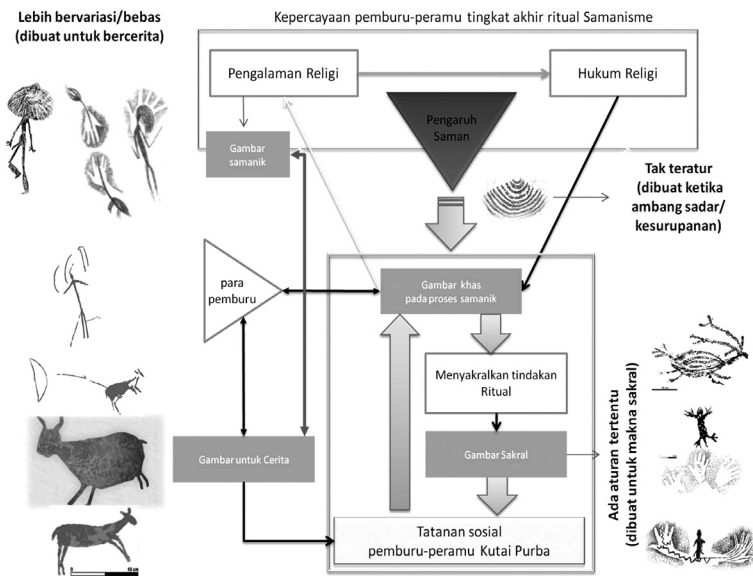 Lebih bervariasi/bebas
(dibuat untuk bercerita)
Kepercayaan pemburu-peramu tingkat akhir ritual Samanisme
Pengalaman Religi
Hukum Religi
Pengaruh
Saman
Gambar
samanik
Tak teratur
(dibuat ketika
ambang sadar/
kesurupanan)
para
pemburu
Gambar khas
pada proses samanik
Menyakralkan tindakan
Ritual
Gambar untuk Cerita
Gambar Sakral
Ada aturan tertentu
(dibuat untuk makna sakral)
Tatanan sosial
pemburu-peramu Kutai Purba
10 cm